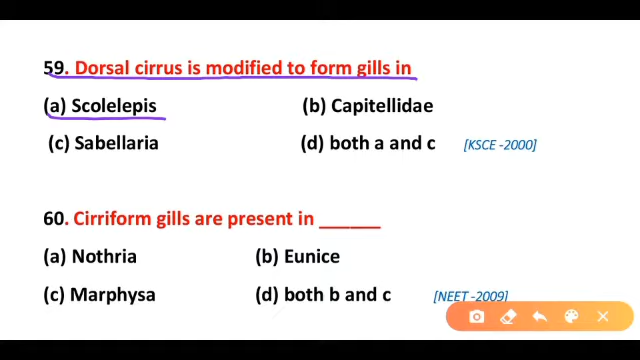 59. Dorsal cirrus is modified to form gills in
(a) Scolelepis (b) Capitellidae
(c) Sabellaria (d) both a and c [KSCE -2000]
60. Cirriform gills are present in ______
(a) Nothria (b) Eunice
(c) Marphysa (d) both b and c [NEET -2009]